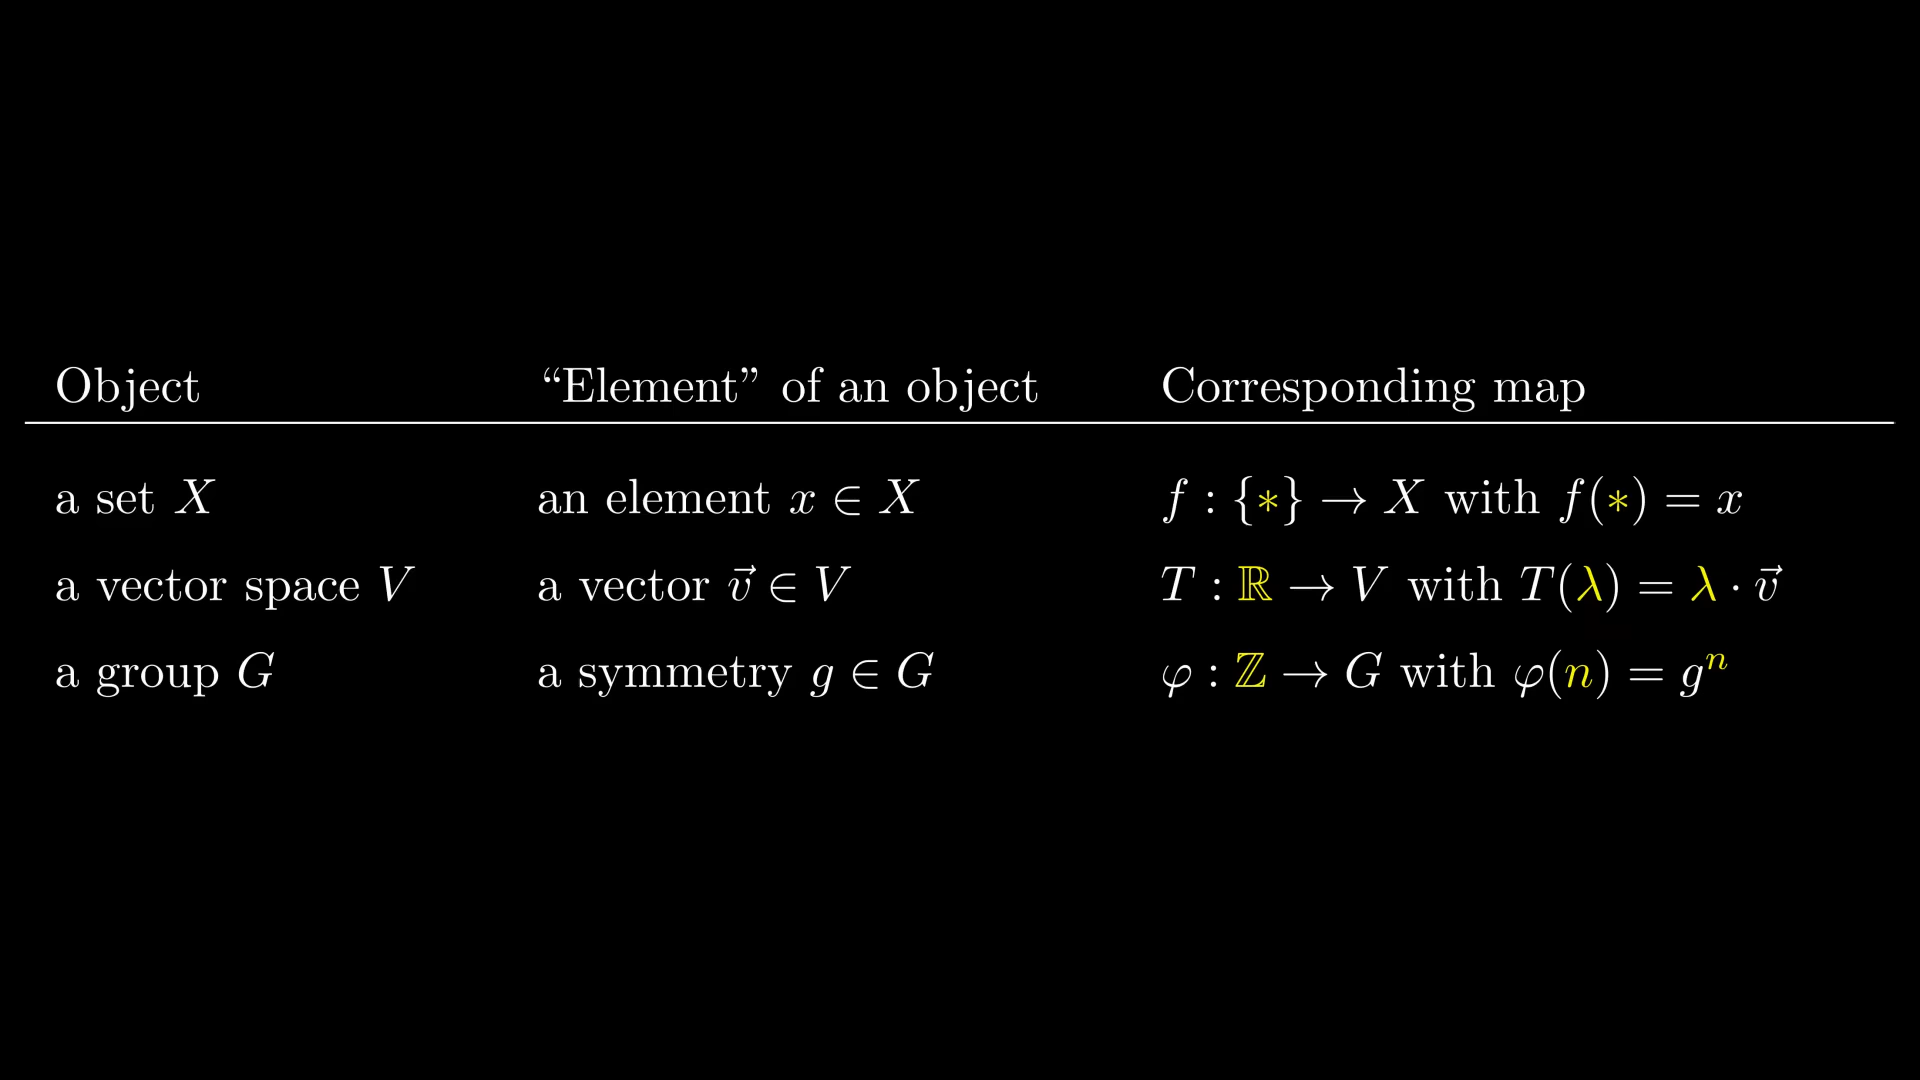 Object “Element” of an object Corresponding map
a set X an element x ∈ X f : {*} → X with f(*) = x
a vector space V a vector v⃗ ∈ V T : ℝ → V with T(λ) = λ · v⃗
a group G a symmetry g ∈ G φ : ℤ → G with φ(n) = gⁿ